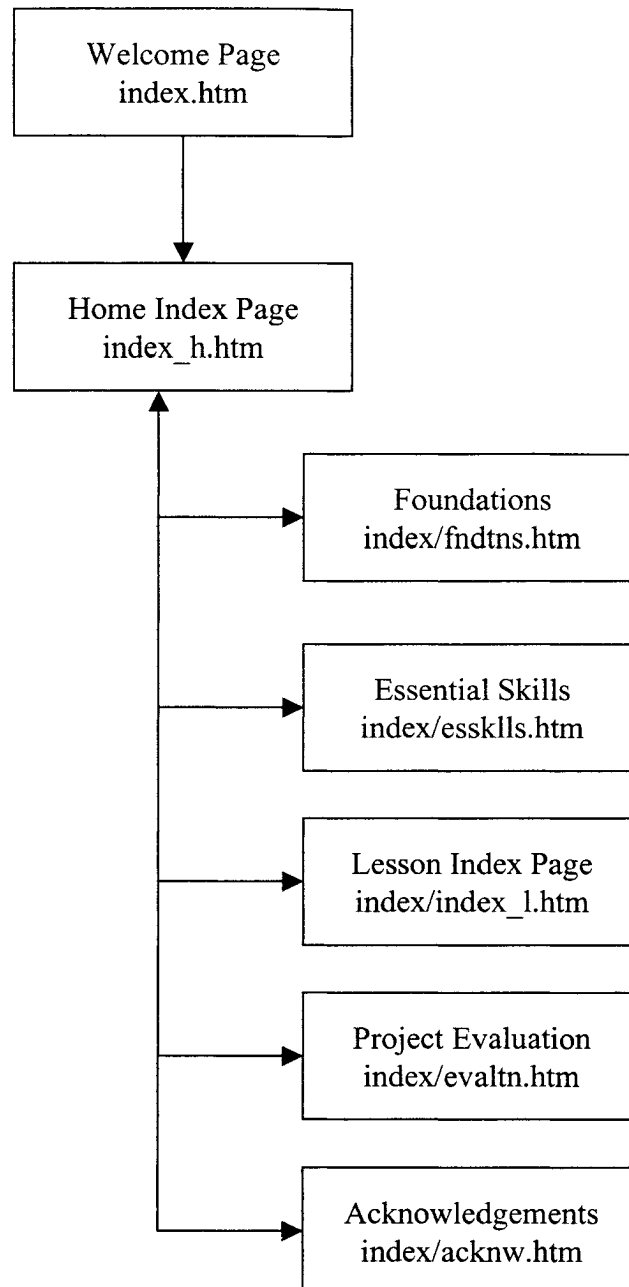 Welcome Page
index.htm
Home Index Page
index_h.htm
Foundations
index/fndtns.htm
Essential Skills
index/essklls.htm
Lesson Index Page
index/index_l.htm
Project Evaluation
index/evaltn.htm
Acknowledgements
index/acknw.htm